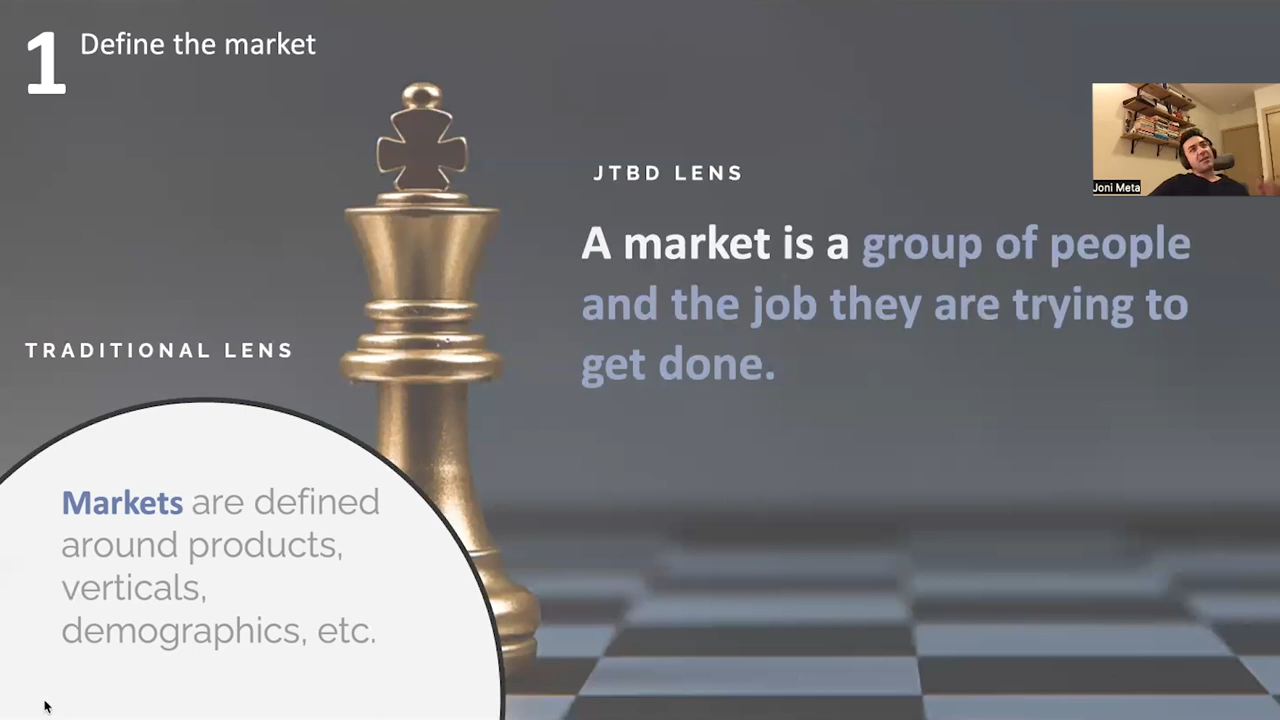 1 Define the market
JTBD LENS
A market is a group of people
and the job they are trying to
get done.
Joni Meta
TRADITIONAL LENS
Markets are defined
around products,
verticals,
demographics, etc.